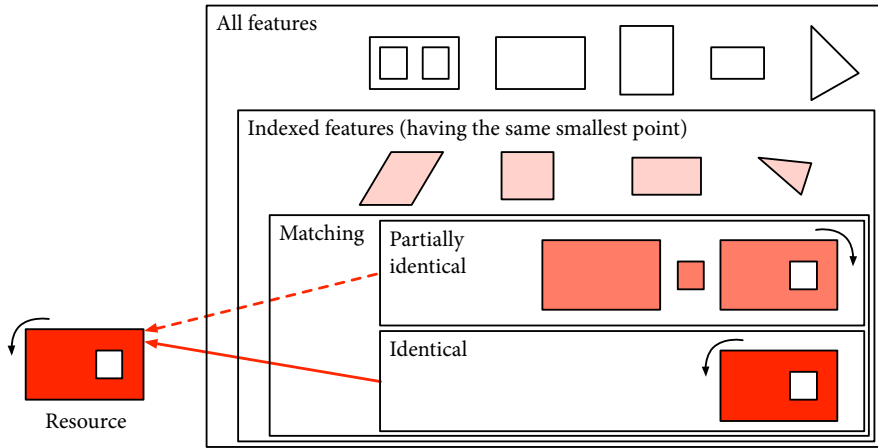 All features
Indexed features (having the same smallest point)
Matching
Partially
identical
Identical
Resource